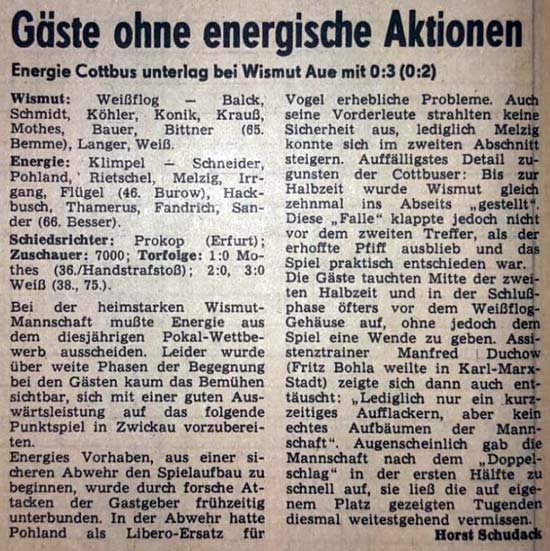 Gäste ohne energische Aktionen
Energie Cottbus unterlag bei Wismut Aue mit 0:3 (0:2)
Wismut: Weißflog — Balck,
Schmidt, Köhler, Konik, Krauß,
Mothes, Bauer, Bittner (65.
Bemme), Langer, Weiß.
Energie: Klimpel — Schneider,
Pohland, Rietschel, Melzig, Irr-
gang, Flügel (46. Burow), Hack-
busch, Thamerus, Fandrich, San-
der (66. Besser).
Schiedsrichter: Prokop (Erfurt);
Zuschauer: 7000; Torfolge: 1:0 Mo-
thes (36./Handstrafstoß); 2:0, 3:0
Weiß (38., 75.).
Bei der heimstarken Wismut-
Mannschaft mußte Energie aus
dem diesjährigen Pokal-Wettbe-
werb ausscheiden. Leider wurde
über weite Phasen der Begegnung
bei den Gästen kaum das Bemühen
sichtbar, sich mit einer guten Aus-
wärtsleistung auf das folgende
Punktspiel in Zwickau vorzuberei-
ten.
Energies Vorhaben, aus einer si-
cheren Abwehr den Spielaufbau zu
beginnen, wurde durch forsche At-
tacken der Gastgeber frühzeitig
unterbunden. In der Abwehr hatte
Pohland als Libero-Ersatz für
Vogel erhebliche Probleme. Auch
seine Vorderleute strahlten keine
Sicherheit aus, lediglich Melzig
konnte sich im zweiten Abschnitt
steigern. Auffälligstes Detail zu-
gunsten der Cottbuser: Bis zur
Halbzeit wurde Wismut gleich
zehnmal ins Abseits „gestellt".
Diese „Falle" klappte jedoch nicht
vor dem zweiten Treffer, als der
erhoffte Pfiff ausblieb und das
Spiel praktisch entschieden war.
Die Gäste tauchten Mitte der zwei-
ten Halbzeit und in der Schluß-
phase öfters vor dem Weißflog-
Gehäuse auf, ohne jedoch dem
Spiel eine Wende zu geben. Assi-
stenztrainer Manfred Duchow
(Fritz Bohla weilte in Karl-Marx-
Stadt) zeigte sich dann auch ent-
täuscht: „Lediglich nur ein kurz-
zeitiges Aufflackern, aber kein
echtes Aufbäumen der Mann-
schaft". Augenscheinlich gab die
Mannschaft nach dem „Doppel-
schlag" in der ersten Hälfte zu
schnell auf, sie ließ die auf eige-
nem Platz gezeigten Tugenden
diesmal weitestgehend vermissen.
Horst Schudack